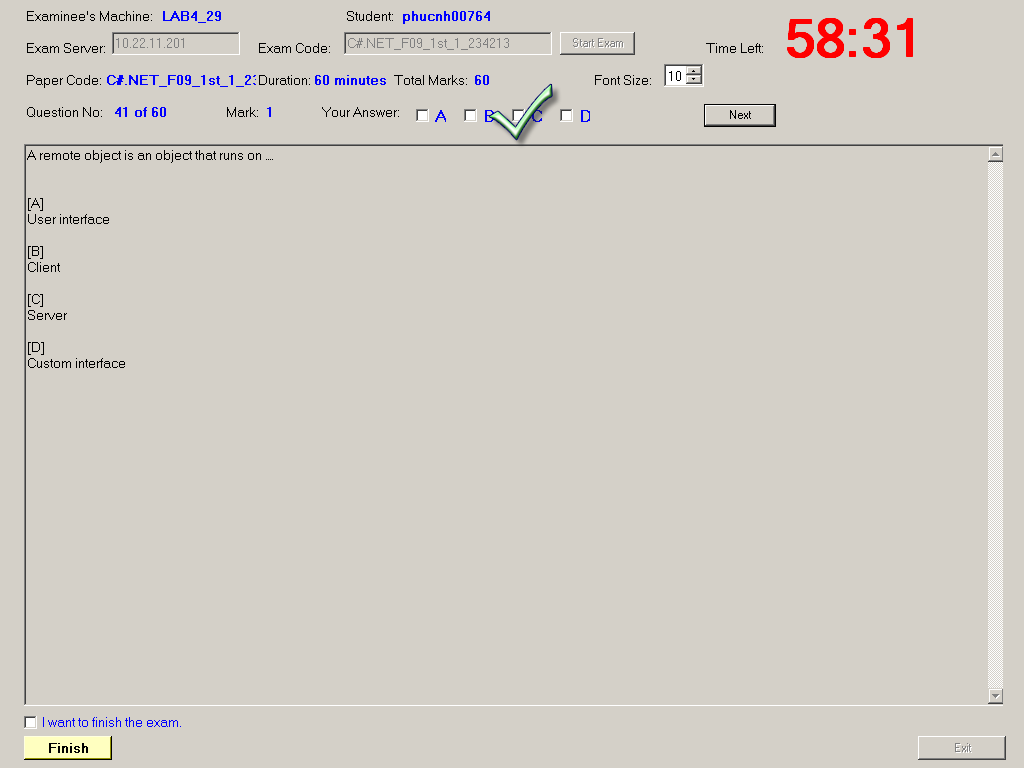 Examinee's Machine: LAB4_29 Student: phucnh00764
Exam Server: 10.22.11.201 Exam Code: C#.NET_F09_1st_1_234213 Start Exam Time Left: 58:31
Paper Code: C#.NET_F09_1st_1_23 Duration: 60 minutes Total Marks: 60 Font Size: 10
Question No: 41 of 60 Mark: 1 Your Answer: A B C D Next
A remote object is an object that runs on ....
[A]
User interface
[B]
Client
[C]
Server
[D]
Custom interface
I want to finish the exam.
Finish Exit